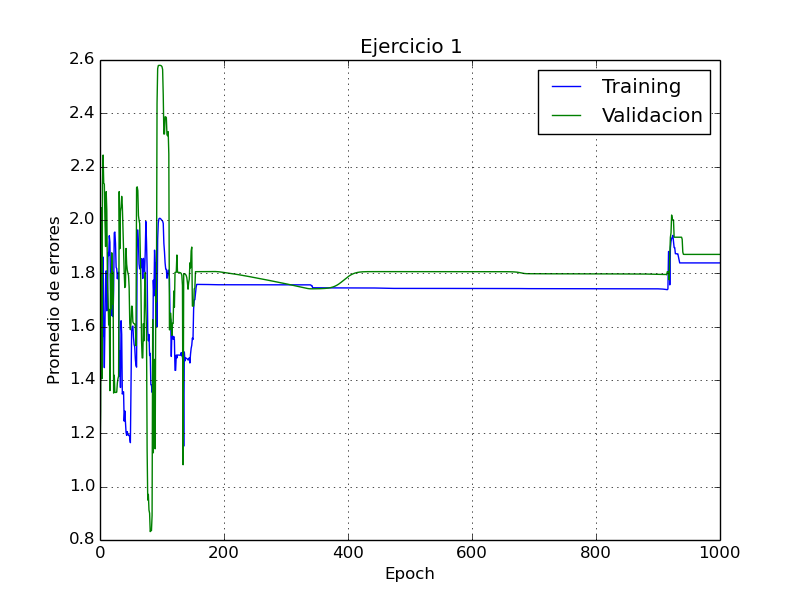 Ejercicio 1
Training
Validacion
Promedio de errores
2.6
2.4
2.2
2.0
1.8
1.6
1.4
1.2
1.0
0.8
0 200 400 600 800 1000
Epoch